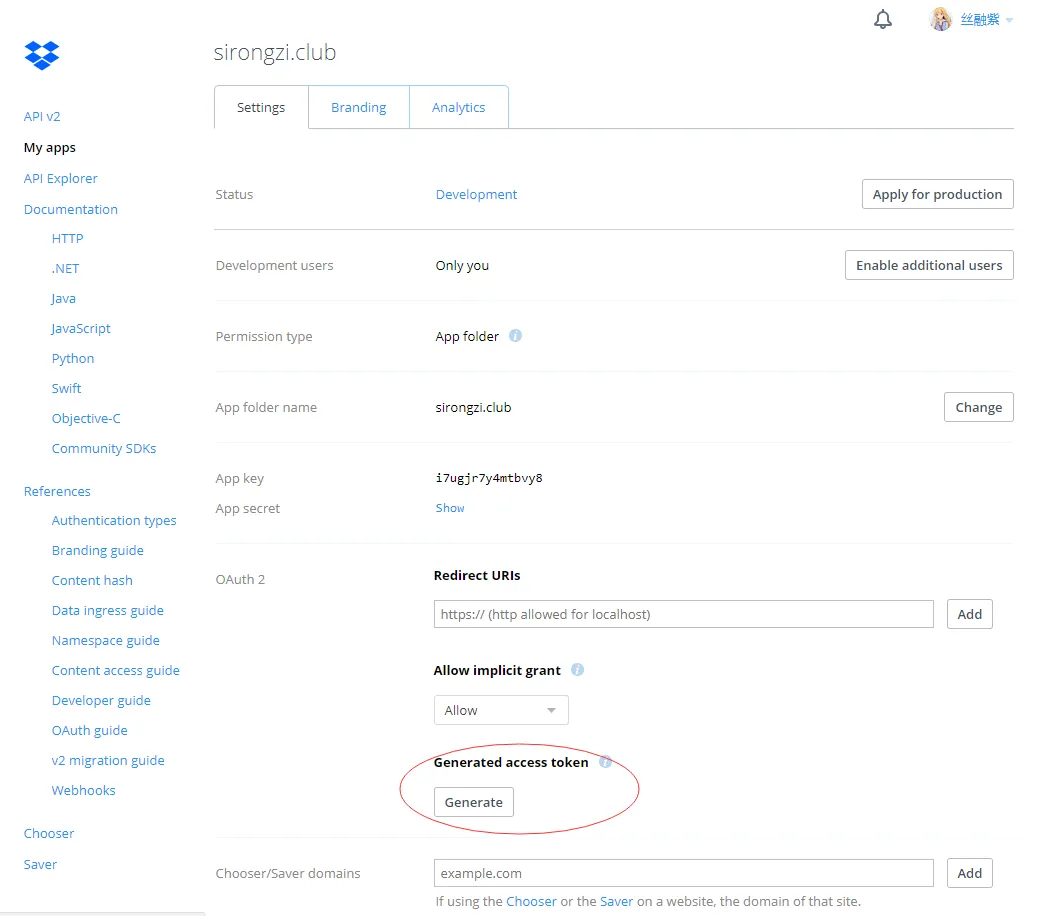 丝融紫
sirongzi.club
Settings
Branding
Analytics
API v2
My apps
API Explorer
Documentation
HTTP
.NET
Java
JavaScript
Python
Swift
Objective-C
Community SDKs
References
Authentication types
Branding guide
Content hash
Data ingress guide
Namespace guide
Content access guide
Developer guide
OAuth guide
v2 migration guide
Webhooks
Chooser
Saver
Status
Development
Apply for production
Development users
Only you
Enable additional users
Permission type
App folder
App folder name
sirongzi.club
Change
App key
i7ugjr7y4mtbvy8
App secret
Show
OAuth 2
Redirect URIs
https:// (http allowed for localhost)
Add
Allow implicit grant
Allow
Generated access token
Generate
Chooser/Saver domains
example.com
Add
If using the Chooser or the Saver on a website, the domain of that site.